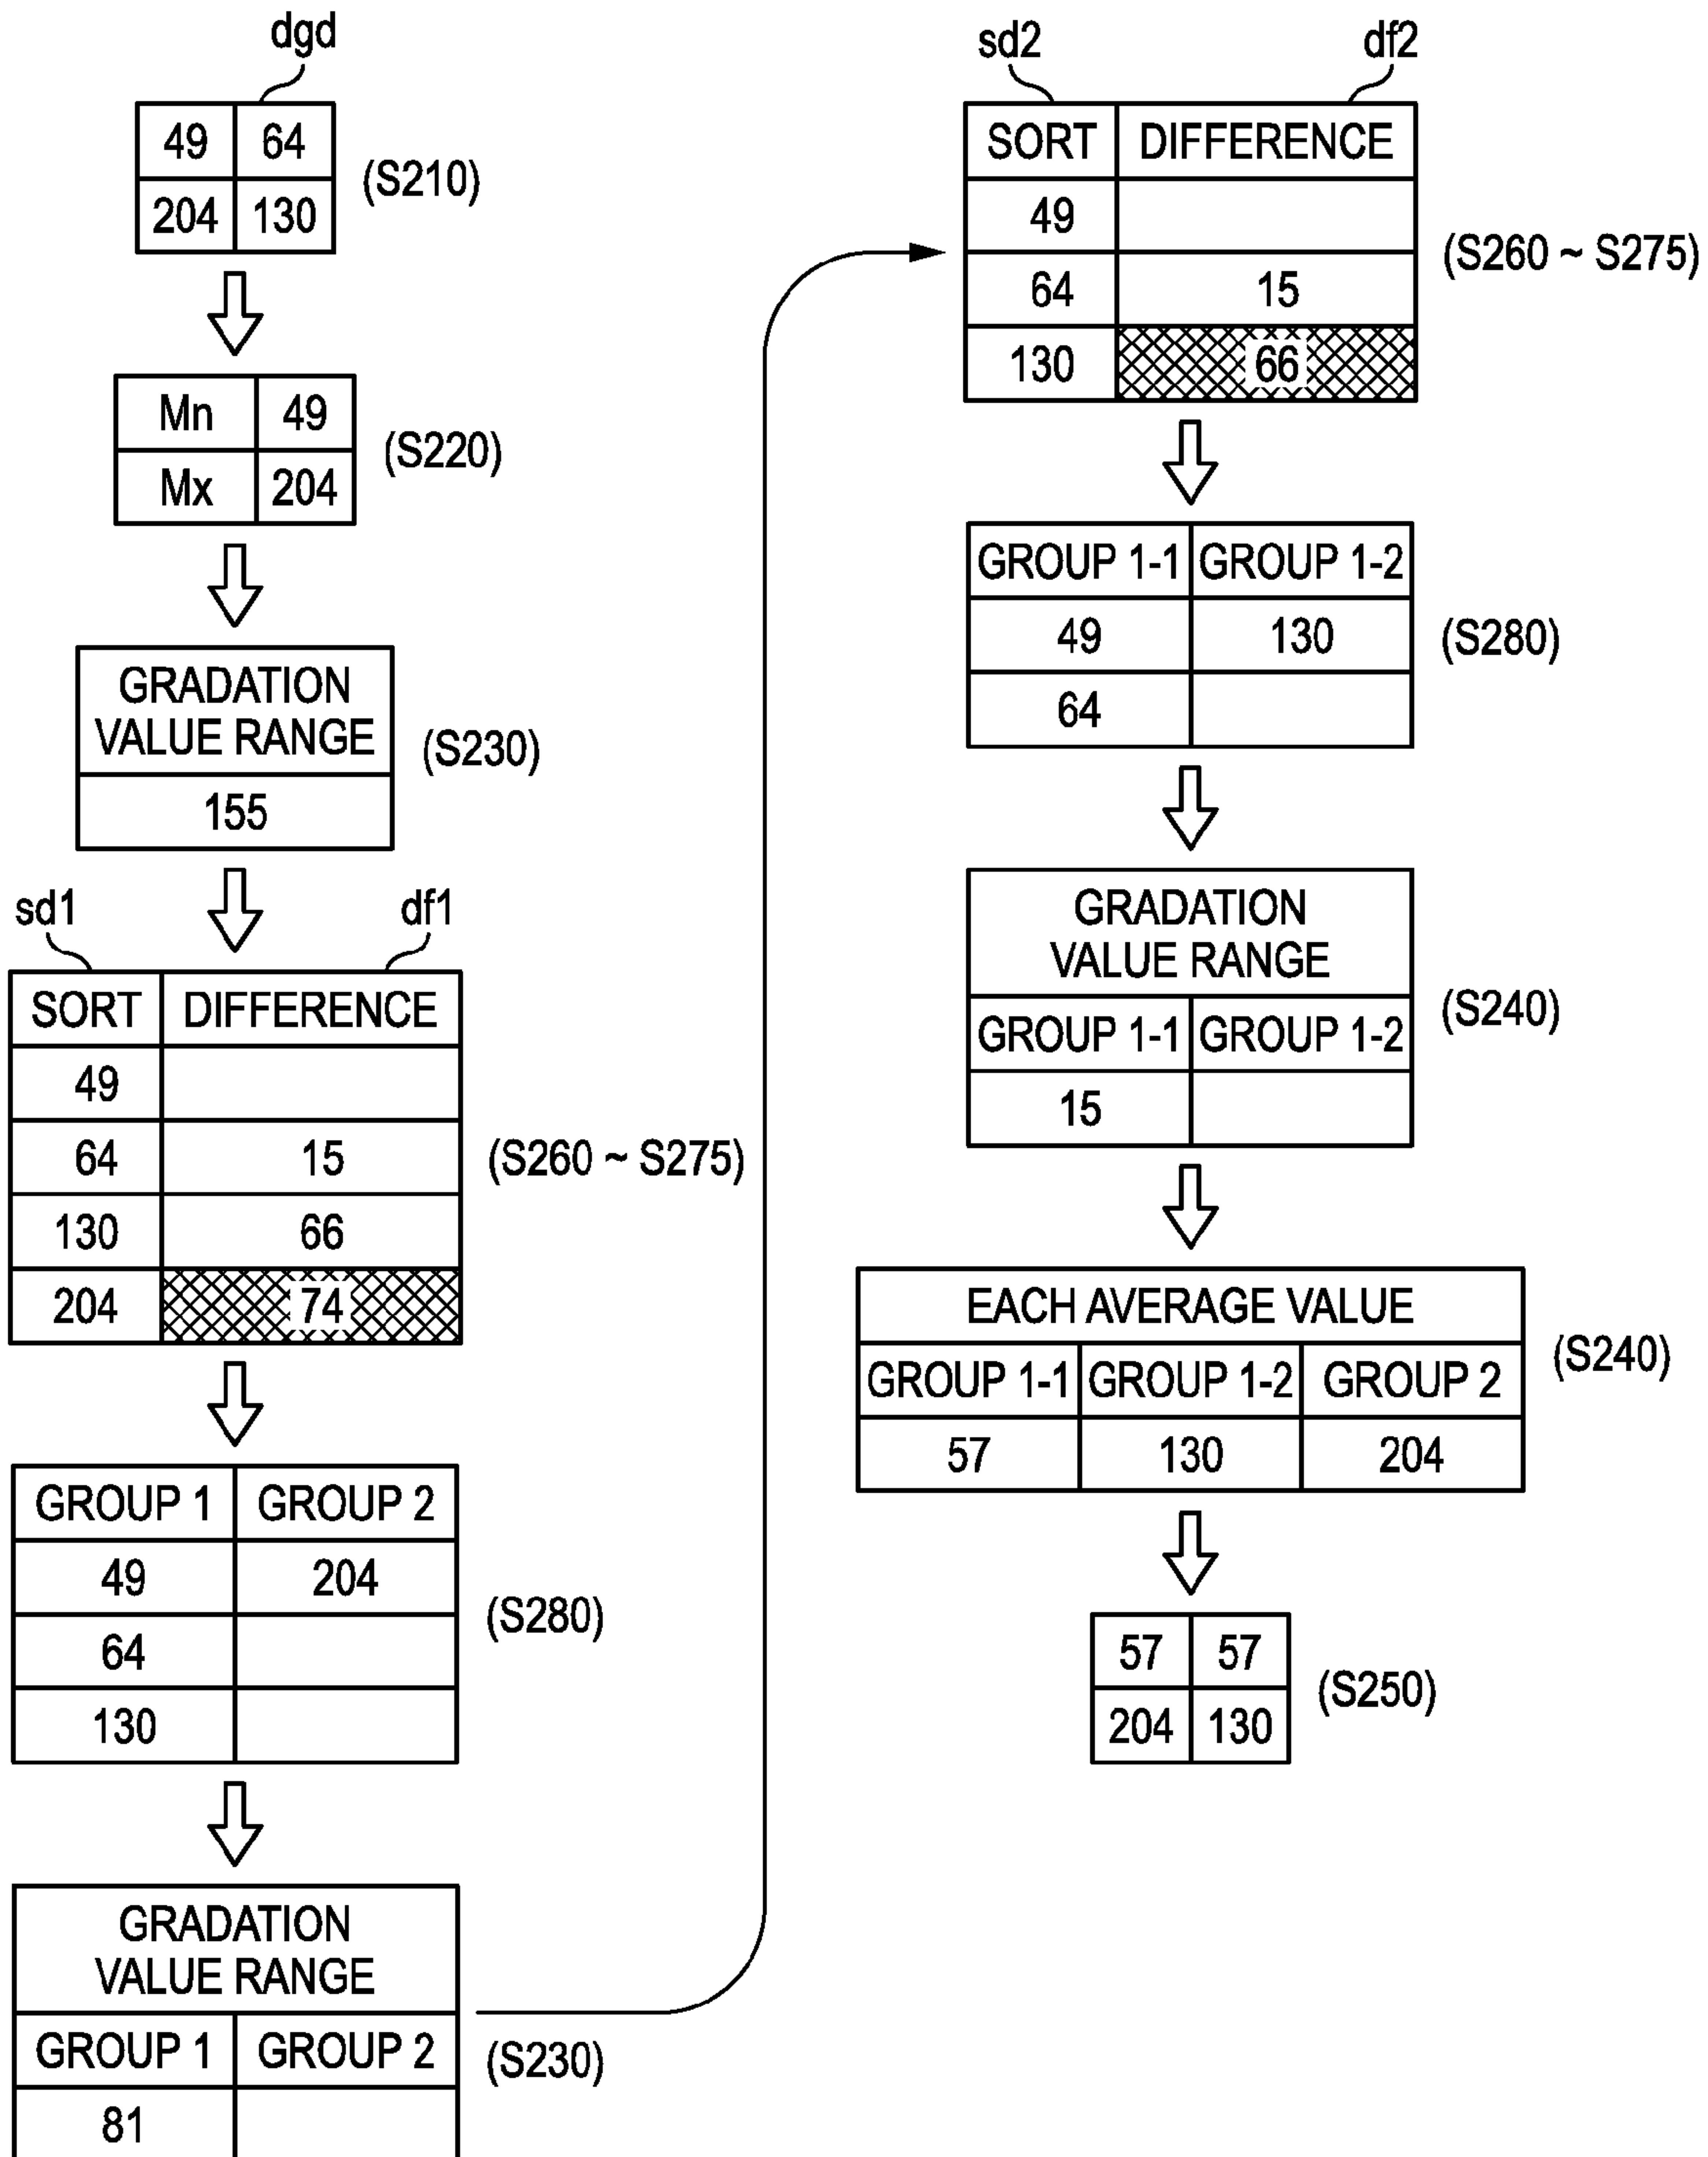 dgd
49 64
204 130
(S210)
Mn 49
Mx 204
(S220)
GRADATION
VALUE RANGE
155
(S230)
sd1 df1
SORT DIFFERENCE
49
64 15
130 66
204 74
(S260 ~ S275)
GROUP 1 GROUP 2
49 204
64
130
(S280)
GRADATION
VALUE RANGE
GROUP 1 GROUP 2
81
(S230)
sd2 df2
SORT DIFFERENCE
49
64 15
130 66
(S260 ~ S275)
GROUP 1-1 GROUP 1-2
49 130
64
(S280)
GRADATION
VALUE RANGE
GROUP 1-1 GROUP 1-2
15
(S240)
EACH AVERAGE VALUE
GROUP 1-1 GROUP 1-2 GROUP 2
57 130 204
(S240)
57 57
204 130
(S250)